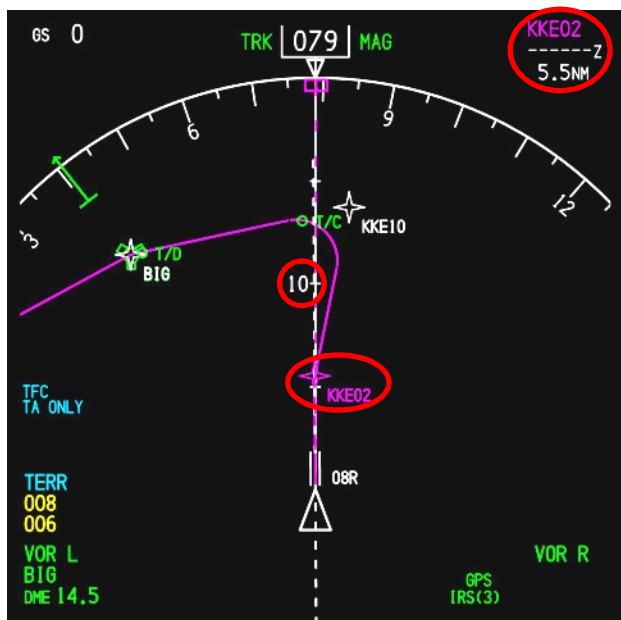 GS 0
TRK 079 MAG
KKE02
------Z
5.5NM
3
6
9
12
T/C
KKE10
T/D
BIG
10
KKE02
TFC
TA ONLY
08R
TERR
008
006
VOR L
BIG
DME 14.5
VOR R
GPS
IRS(3)